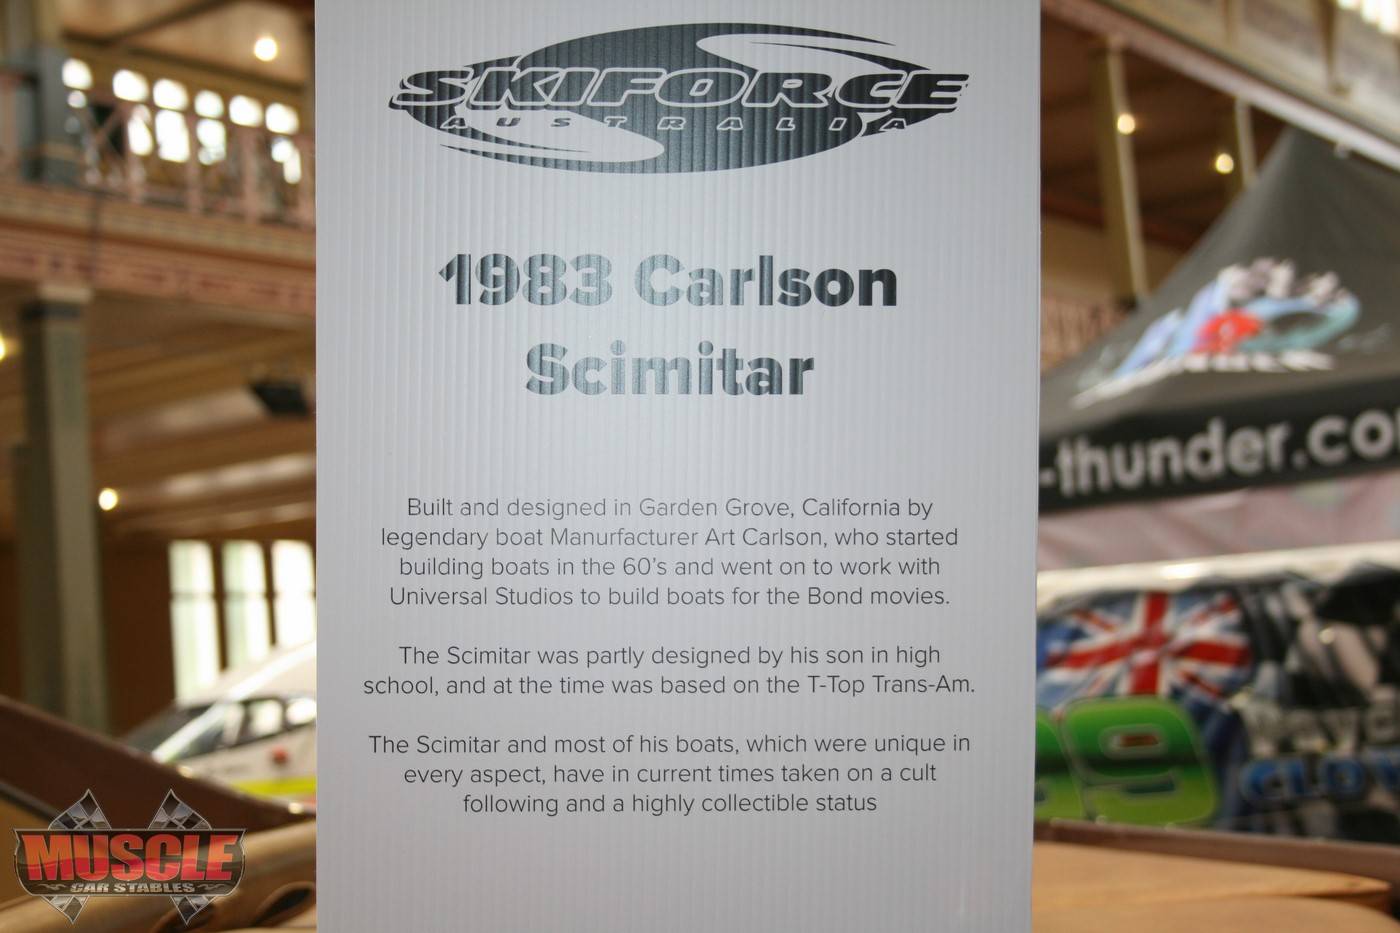 SKIFORCE
AUSTRALIA
1983 Carlson
Scimitar
Built and designed in Garden Grove, California by
legendary boat Manurfacturer Art Carlson, who started
building boats in the 60's and went on to work with
Universal Studios to build boats for the Bond movies.
The Scimitar was partly designed by his son in high
school, and at the time was based on the T-Top Trans-Am.
The Scimitar and most of his boats, which were unique in
every aspect, have in current times taken on a cult
following and a highly collectible status
-thunder.co
99
MUSCLE
CAR STABLES